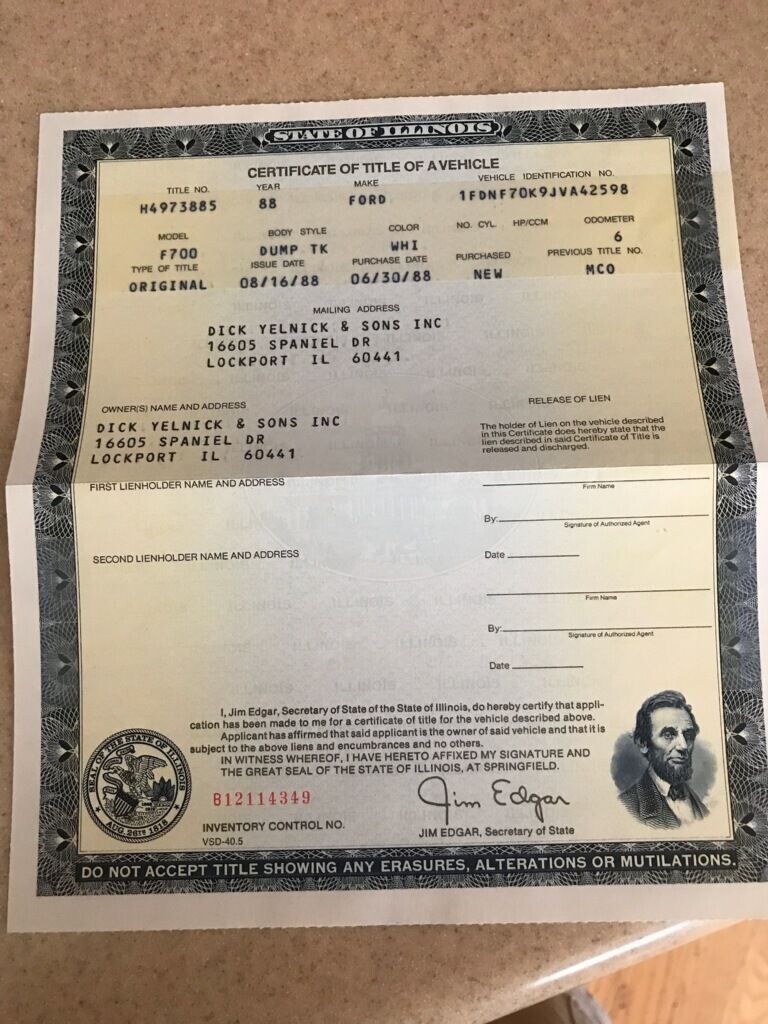 STATE OF ILLINOIS
CERTIFICATE OF TITLE OF A VEHICLE
TITLE NO. YEAR MAKE VEHICLE IDENTIFICATION NO.
H4973885 88 FORD 1FDNF70K9JVA42598
MODEL BODY STYLE COLOR NO. CYL. HP/CCM ODOMETER
F700 DUMP TK WHI 6
TYPE OF TITLE ISSUE DATE PURCHASE DATE PURCHASED PREVIOUS TITLE NO.
ORIGINAL 08/16/88 06/30/88 NEW MCO
MAILING ADDRESS
DICK YELNICK & SONS INC
16605 SPANIEL DR
LOCKPORT IL 60441
OWNER(S) NAME AND ADDRESS
DICK YELNICK & SONS INC
16605 SPANIEL DR
LOCKPORT IL 60441
RELEASE OF LIEN
The holder of Lien on the vehicle described
in this Certificate does hereby state that the
lien described in said Certificate of Title is
released and discharged.
FIRST LIENHOLDER NAME AND ADDRESS
Firm Name
By:
Signature of Authorized Agent
SECOND LIENHOLDER NAME AND ADDRESS
Date
Firm Name
By:
Signature of Authorized Agent
Date
I, Jim Edgar, Secretary of State of the State of Illinois, do hereby certify that appli-
cation has been made to me for a certificate of title for the vehicle described above.
Applicant has affirmed that said applicant is the owner of said vehicle and that it is
subject to the above liens and encumbrances and no others.
IN WITNESS WHEREOF, I HAVE HERETO AFFIXED MY SIGNATURE AND
THE GREAT SEAL OF THE STATE OF ILLINOIS, AT SPRINGFIELD.
SEAL OF THE STATE OF ILLINOIS
AUG. 26TH 1818
B12114349
Jim Edgar
INVENTORY CONTROL NO.
JIM EDGAR, Secretary of State
VSD-40.5
DO NOT ACCEPT TITLE SHOWING ANY ERASURES, ALTERATIONS OR MUTILATIONS.